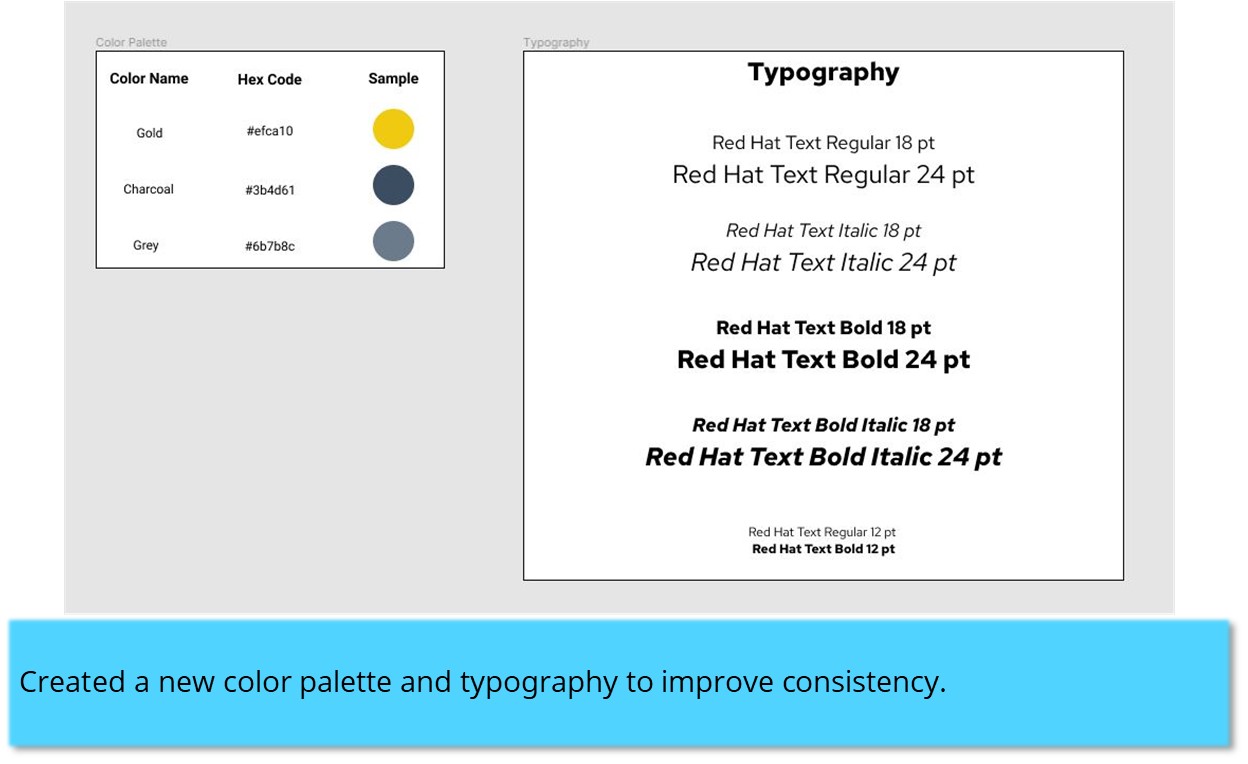 Color Palette
Color Name Hex Code Sample
Gold #efca10
Charcoal #3b4d61
Grey #6b7b8c
Typography
Typography
Red Hat Text Regular 18 pt
Red Hat Text Regular 24 pt
Red Hat Text Italic 18 pt
Red Hat Text Italic 24 pt
Red Hat Text Bold 18 pt
Red Hat Text Bold 24 pt
Red Hat Text Bold Italic 18 pt
Red Hat Text Bold Italic 24 pt
Red Hat Text Regular 12 pt
Red Hat Text Bold 12 pt
Created a new color palette and typography to improve consistency.